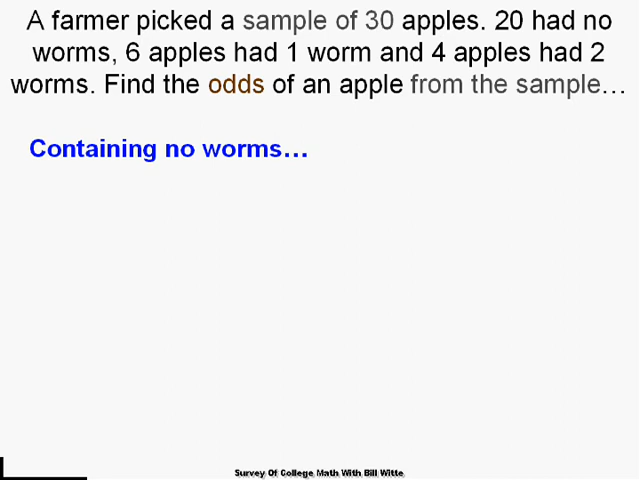 A farmer picked a sample of 30 apples. 20 had no
worms, 6 apples had 1 worm and 4 apples had 2
worms. Find the odds of an apple from the sample…
Containing no worms…
Survey Of College Math With Bill Witte